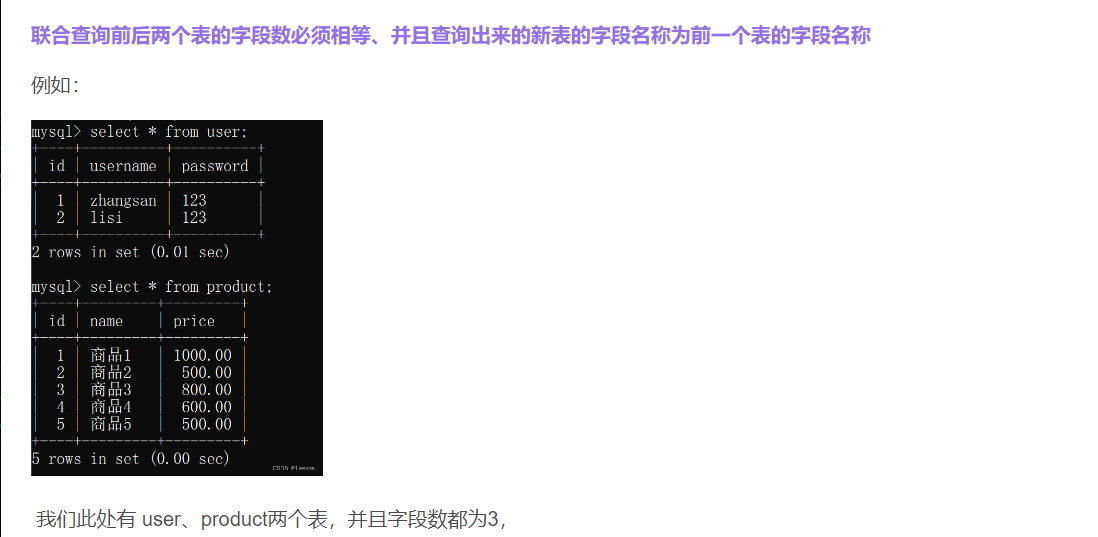 联合查询前后两个表的字段数必须相等、并且查询出来的新表的字段名称为前一个表的字段名称
例如：
mysql> select * from user;
+----+----------+----------+
| id | username | password |
+----+----------+----------+
| 1 | zhangsan | 123 |
| 2 | lisi | 123 |
+----+----------+----------+
2 rows in set (0.01 sec)
mysql> select * from product;
+----+---------+---------+
| id | name | price |
+----+---------+---------+
| 1 | 商品1 | 1000.00 |
| 2 | 商品2 | 500.00 |
| 3 | 商品3 | 800.00 |
| 4 | 商品4 | 600.00 |
| 5 | 商品5 | 500.00 |
+----+---------+---------+
5 rows in set (0.00 sec)
CSDN @Leekos
我们此处有 user、product两个表，并且字段数都为3，